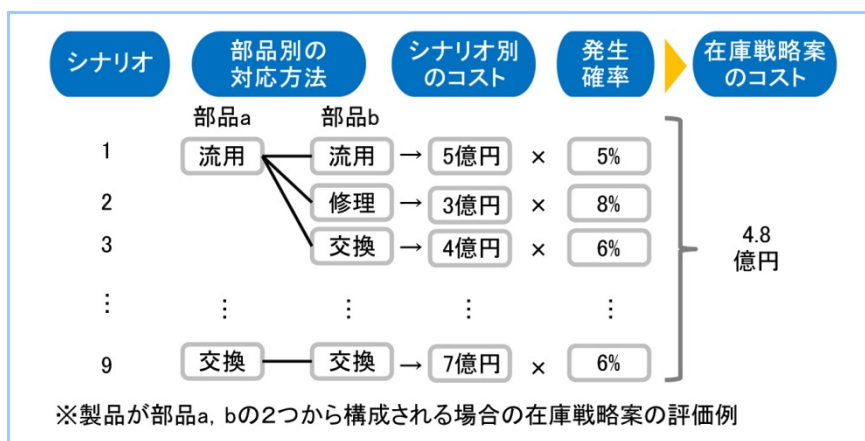 シナリオ 部品別の対応方法 シナリオ別のコスト 発生確率 在庫戦略案のコスト
部品a 部品b
1 流用 流用 → 5億円 × 5%
2 修理 → 3億円 × 8%
3 交換 → 4億円 × 6%
4.8億円
⋮ ⋮ ⋮ ⋮ ⋮
9 交換 交換 → 7億円 × 6%
※製品が部品a, bの2つから構成される場合の在庫戦略案の評価例